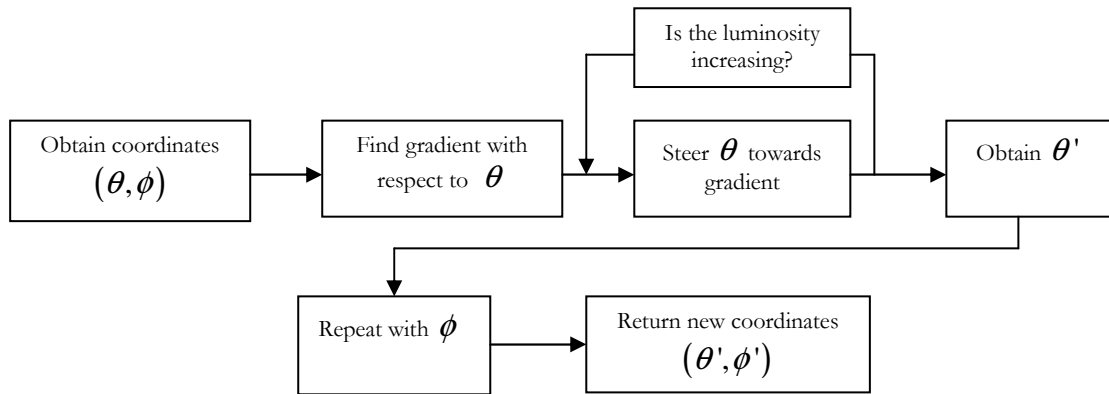 Is the luminosity
increasing?
Obtain coordinates
(θ, ϕ)
Find gradient with
respect to θ
Steer θ towards
gradient
Obtain θ'
Repeat with ϕ
Return new coordinates
(θ', ϕ')